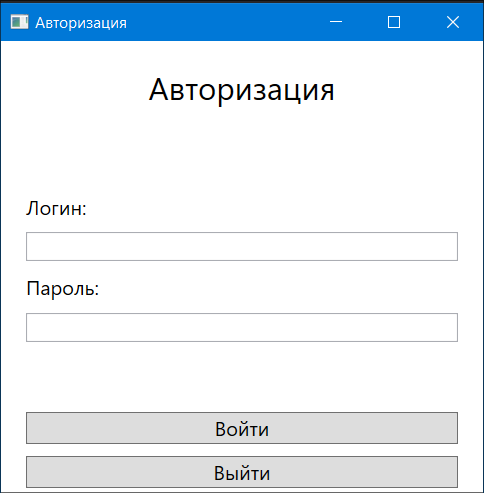 Авторизация
Авторизация
Логин:
Пароль:
Войти
Выйти